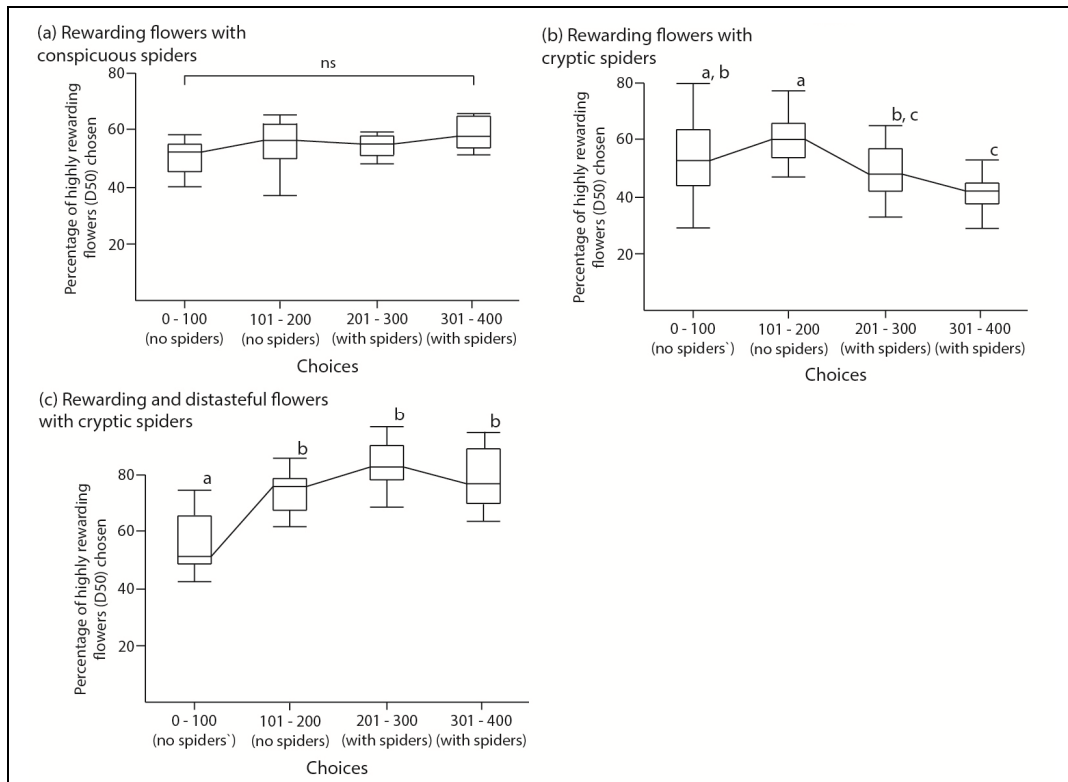 (a) Rewarding flowers with
conspicuous spiders
ns
80
60
40
20
Percentage of highly rewarding
flowers (D50) chosen
0 - 100
(no spiders)
101 - 200
(no spiders)
201 - 300
(with spiders)
301 - 400
(with spiders)
Choices
(b) Rewarding flowers with
cryptic spiders
a, b
a
b, c
c
80
60
40
20
Percentage of highly rewarding
flowers (D50) chosen
0 - 100
(no spiders`)
101 - 200
(no spiders)
201 - 300
(with spiders)
301 - 400
(with spiders)
Choices
(c) Rewarding and distasteful flowers
with cryptic spiders
a
b
b
b
80
60
40
20
Percentage of highly rewarding
flowers (D50) chosen
0 - 100
(no spiders`)
101 - 200
(no spiders)
201 - 300
(with spiders)
301 - 400
(with spiders)
Choices